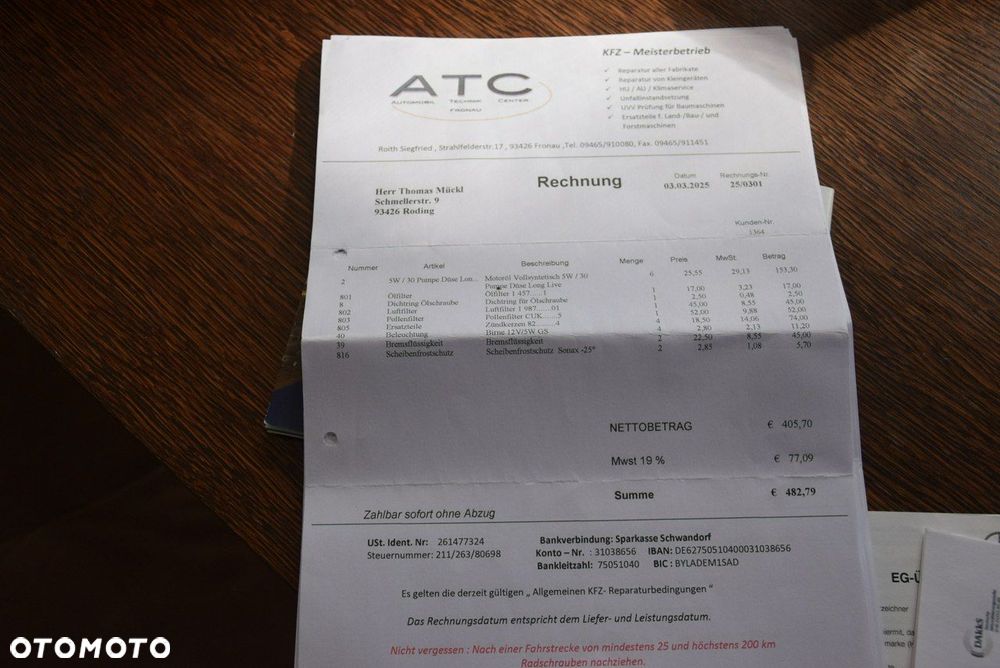 ATC
AUTOMOBIL TECHNIK CENTER
FRONAU
KFZ – Meisterbetrieb
✓ Reparatur aller Fabrikate
✓ Reparatur von Kleingeräten
✓ HU / AU / Klimaservice
✓ Unfallinstandsetzung
✓ UVV Prüfung für Baumaschinen
✓ Ersatzteile f. Land-/Bau-/ und
Forstmaschinen
Roith Siegfried , Strahlfelderstr.17 , 93426 Fronau ,Tel. 09465/910080, Fax. 09465/911451
Herr Thomas Mückl
Schmellerstr. 9
93426 Roding
Rechnung
Datum Rechnungs-Nr.
03.03.2025 25/0301
Kunden-Nr.
1364
Nummer Artikel Beschreibung Menge Preis MwSt. Betrag
2 5W / 30 Pumpe Düse Lon... Motoröl Vollsyntetisch 5W / 30 6 25,55 29,13 153,30
Pumpe Düse Long Live
801 Ölfilter Ölfilter 1 457......1 1 17,00 3,23 17,00
8 Dichtring Ölschraube Dichtring für Ölschraube 1 2,50 0,48 2,50
802 Luftfilter Luftfilter 1 987.......01 1 45,00 8,55 45,00
803 Pollenfilter Pollenfilter CUK.......5 1 52,00 9,88 52,00
805 Ersatzteile Zündkerzen 82.........4 4 18,50 14,06 74,00
40 Beleuchtung Birne 12V/5W GS 4 2,80 2,13 11,20
39 Bremsflüssigkeit Bremsflüssigkeit 2 22,50 8,55 45,00
816 Scheibenfrostschutz Scheibenfrostschutz Sonax -25° 2 2,85 1,08 5,70
NETTOBETRAG € 405,70
Mwst 19 % € 77,09
Summe € 482,79
Zahlbar sofort ohne Abzug
USt. Ident. Nr: 261477324
Steuernummer: 211/263/80698
Bankverbindung: Sparkasse Schwandorf
Konto – Nr. : 31038656 IBAN: DE62750510400031038656
Bankleitzahl: 75051040 BIC : BYLADEM1SAD
Es gelten die derzeit gültigen „ Allgemeinen KFZ- Reparaturbedingungen “
Das Rechnungsdatum entspricht dem Liefer- und Leistungsdatum.
Nicht vergessen : Nach einer Fahrstrecke von mindestens 25 und höchstens 200 km
Radschrauben nachziehen.
EG-Ü
zeichner
iermit, da
marke (H
DAkkS
OTOMOTO